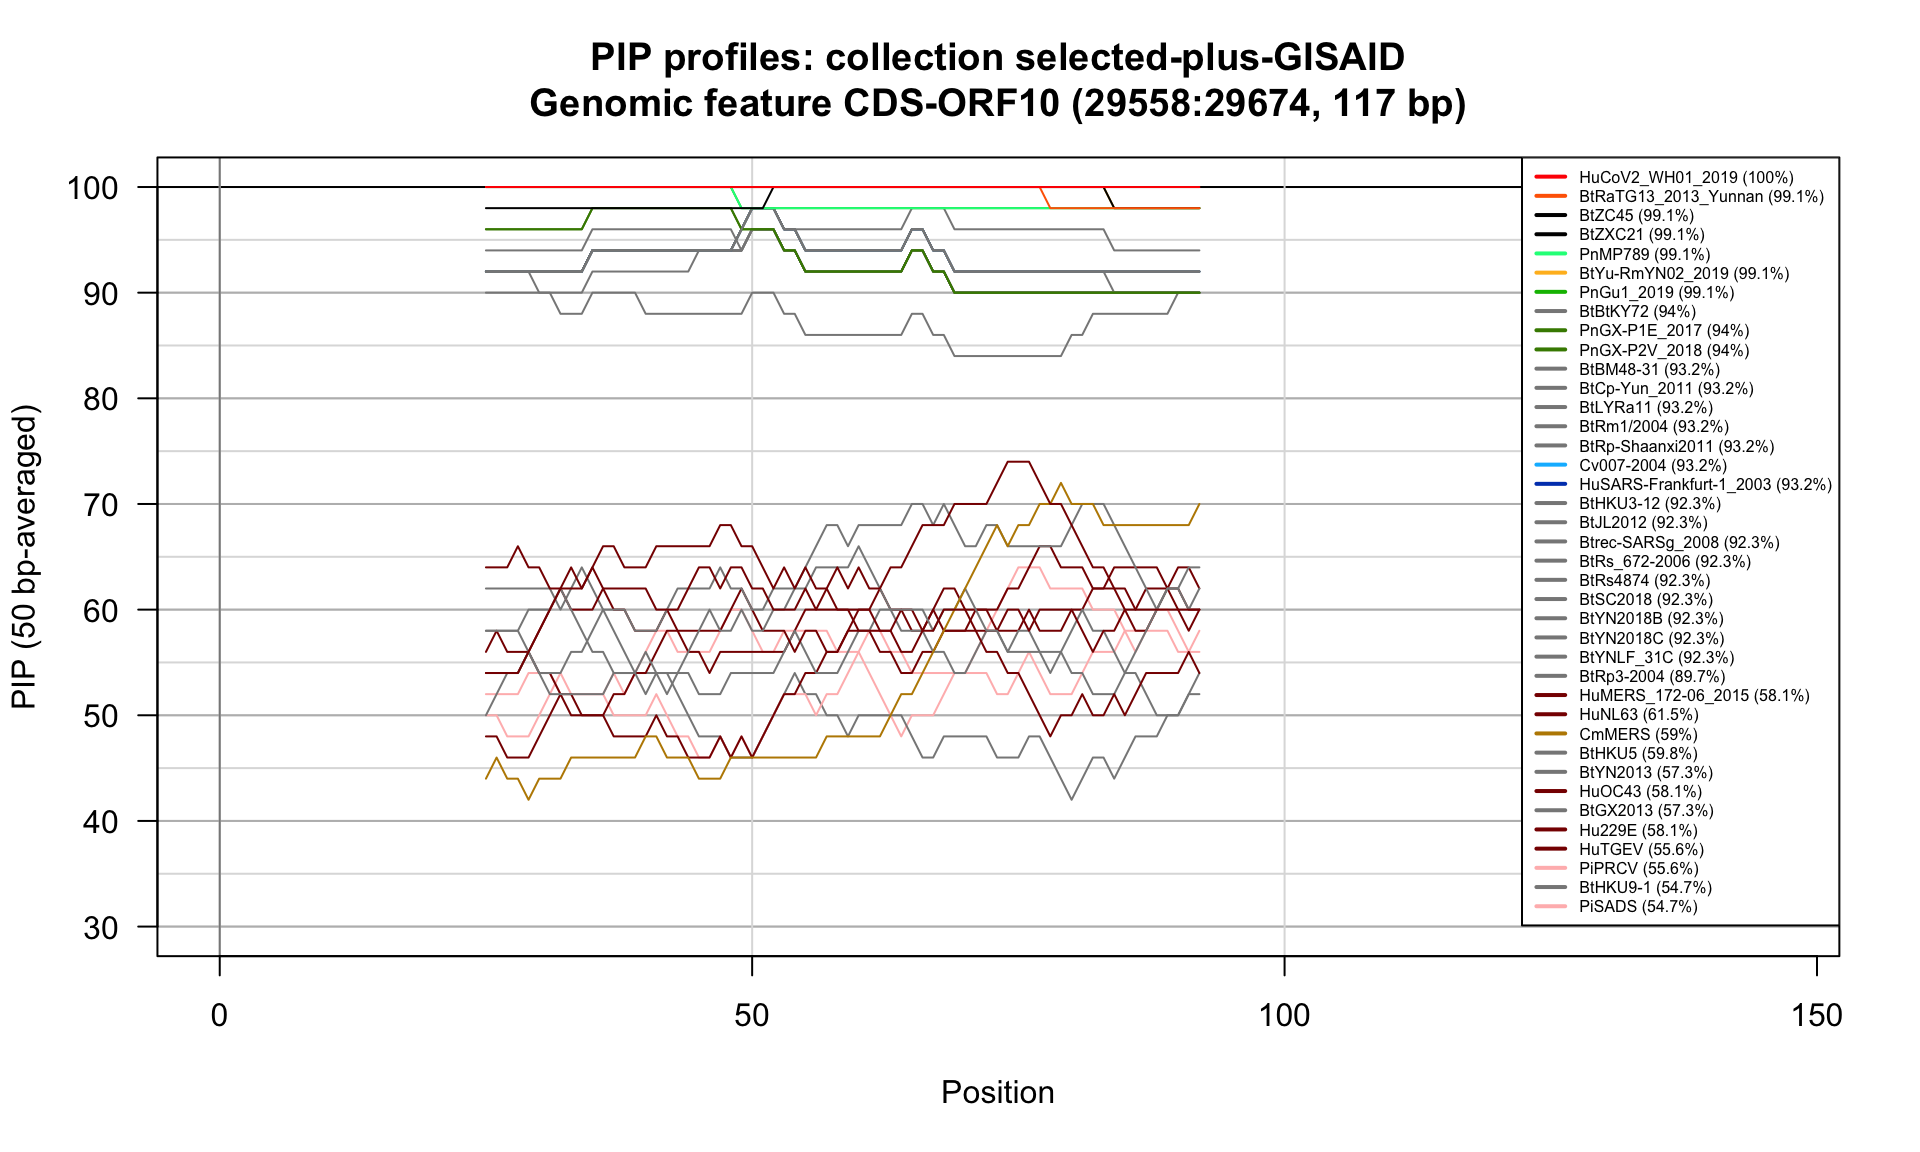 PIP profiles: collection selected-plus-GISAID
Genomic feature CDS-ORF10 (29558:29674, 117 bp)
PIP (50 bp-averaged)
100
90
80
70
60
50
40
30
0
50
100
150
Position
HuCoV2_WH01_2019 (100%)
BtRaTG13_2013_Yunnan (99.1%)
BtZC45 (99.1%)
BtZXC21 (99.1%)
PnMP789 (99.1%)
BtYu-RmYN02_2019 (99.1%)
PnGu1_2019 (99.1%)
BtBtKY72 (94%)
PnGX-P1E_2017 (94%)
PnGX-P2V_2018 (94%)
BtBM48-31 (93.2%)
BtCp-Yun_2011 (93.2%)
BtLYRa11 (93.2%)
BtRm1/2004 (93.2%)
BtRp-Shaanxi2011 (93.2%)
Cv007-2004 (93.2%)
HuSARS-Frankfurt-1_2003 (93.2%)
BtHKU3-12 (92.3%)
BtJL2012 (92.3%)
Btrec-SARSg_2008 (92.3%)
BtRs_672-2006 (92.3%)
BtRs4874 (92.3%)
BtSC2018 (92.3%)
BtYN2018B (92.3%)
BtYN2018C (92.3%)
BtYNLF_31C (92.3%)
BtRp3-2004 (89.7%)
HuMERS_172-06_2015 (58.1%)
HuNL63 (61.5%)
CmMERS (59%)
BtHKU5 (59.8%)
BtYN2013 (57.3%)
HuOC43 (58.1%)
BtGX2013 (57.3%)
Hu229E (58.1%)
HuTGEV (55.6%)
PiPRCV (55.6%)
BtHKU9-1 (54.7%)
PiSADS (54.7%)